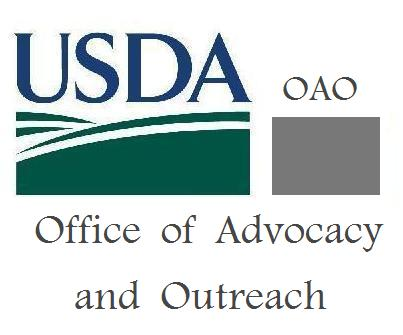 USDA
OAO
Office of Advocacy
and Outreach